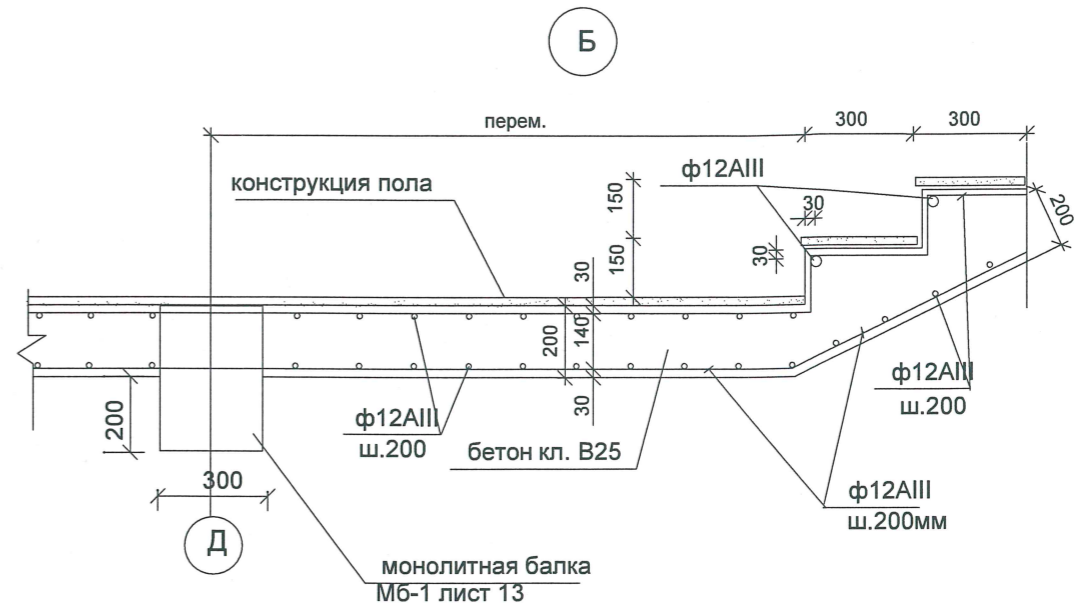 Б
перем.
300
300
ф12АIII
конструкция пола
150
30
200
150
30
30
200
140
30
200
ф12АIII
ш.200
бетон кл. В25
ф12АIII
ш.200
300
ф12АIII
ш.200мм
Д
монолитная балка
Мб-1 лист 13